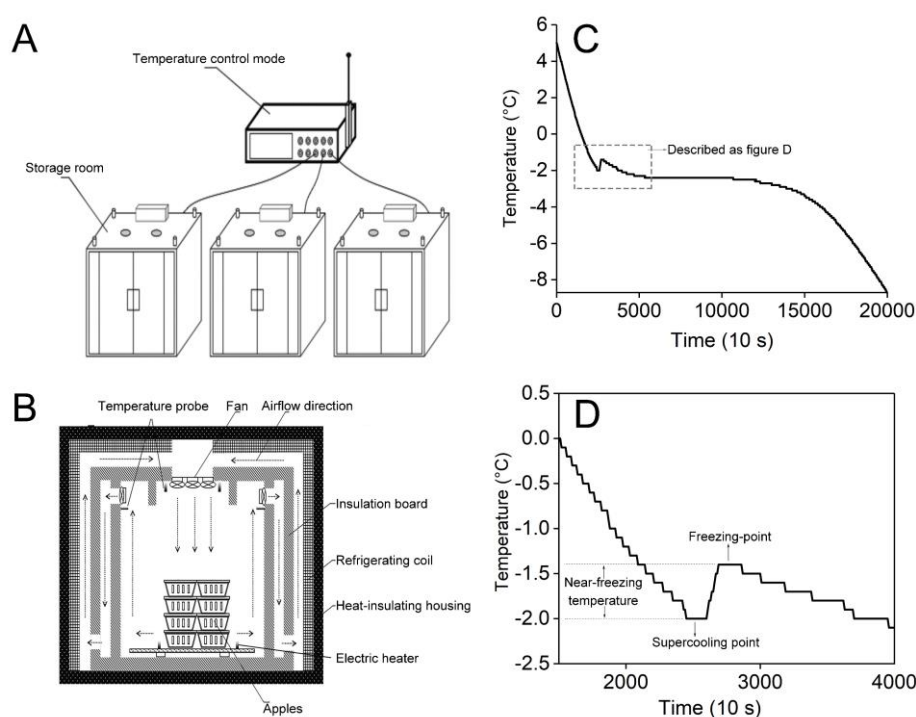 A
Temperature control mode
Storage room
B
Temperature probe
Fan
Airflow direction
Insulation board
Refrigerating coil
Heat-insulating housing
Electric heater
Apples
C
Temperature (°C)
6
4
2
0
-2
-4
-6
-8
Described as figure D
0
5000
10000
15000
20000
Time (10 s)
D
Temperature (°C)
0.5
0.0
-0.5
-1.0
-1.5
-2.0
-2.5
Freezing-point
Near-freezing
temperature
Supercooling point
2000
3000
4000
Time (10 s)